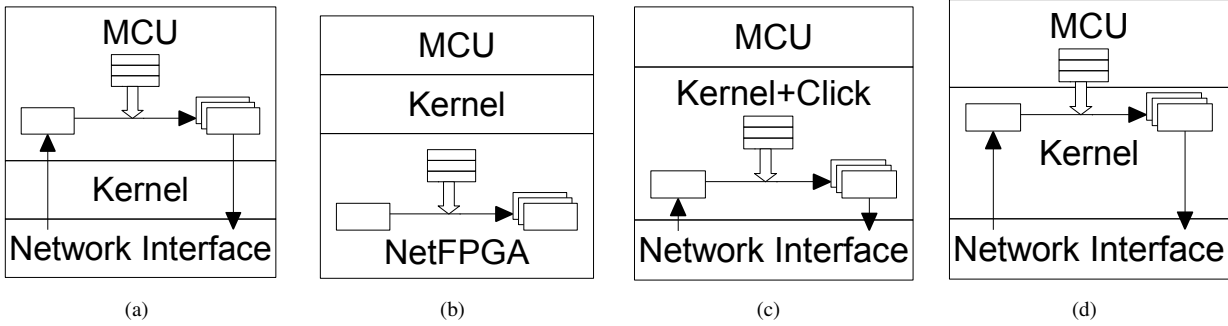 MCU
Kernel
Network Interface
(a)
MCU
Kernel
NetFPGA
(b)
MCU
Kernel+Click
Network Interface
(c)
MCU
Kernel
Network Interface
(d)